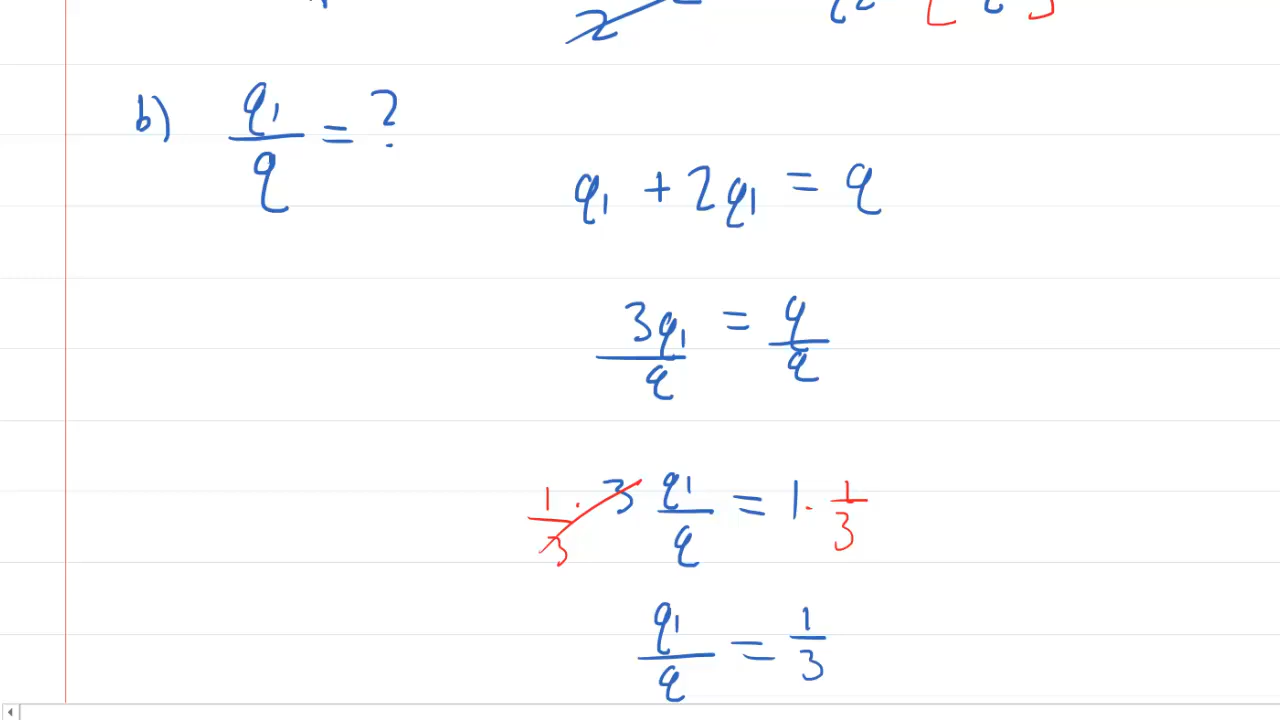 b) q₁/q = ?
q₁ + 2q₁ = q
3q₁/q = q/q
1/3 · 3 q₁/q = 1 · 1/3
q₁/q = 1/3